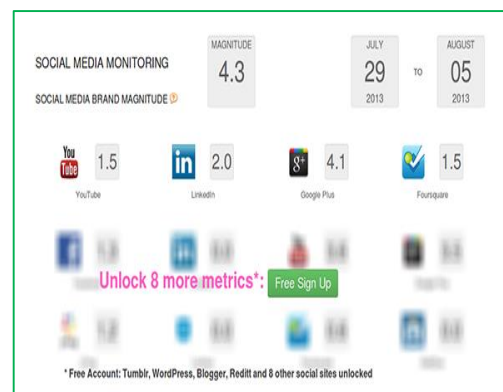 MAGNITUDE
4.3
JULY
29
2013
TO
AUGUST
05
2013
SOCIAL MEDIA MONITORING
SOCIAL MEDIA BRAND MAGNITUDE ?
You Tube 1.5
in 2.0
g+ 4.1
1.5
YouTube
LinkedIn
Google Plus
Foursquare
Unlock 8 more metrics*: Free Sign Up
* Free Account: Tumblr, WordPress, Blogger, Reditt and 8 other social sites unlocked